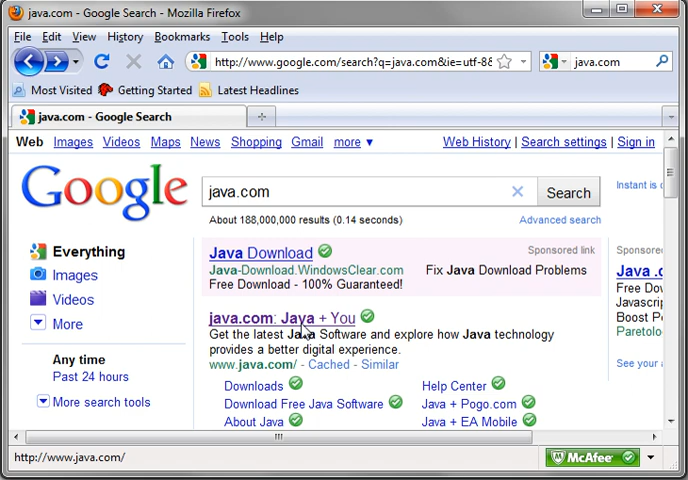 java.com - Google Search - Mozilla Firefox
File Edit View History Bookmarks Tools Help
http://www.google.com/search?q=java.com&ie=utf-8& java.com
Most Visited Getting Started Latest Headlines
java.com - Google Search
Web Images Videos Maps News Shopping Gmail more ▼ Web History | Search settings | Sign in
Google java.com Search Instant is
About 188,000,000 results (0.14 seconds) Advanced search
Everything
Images
Videos
More
Any time
Past 24 hours
More search tools
Java Download Sponsored link
Java-Download.WindowsClear.com Fix Java Download Problems
Free Download - 100% Guaranteed!
java.com: Java + You
Get the latest Java Software and explore how Java technology
provides a better digital experience.
www.java.com/ - Cached - Similar
Downloads Help Center
Download Free Java Software Java + Pogo.com
About Java Java + EA Mobile
Sponsored
Java .
Free Dow
Javascrip
Boost P
Paretolo
See your a
http://www.java.com/ McAfee